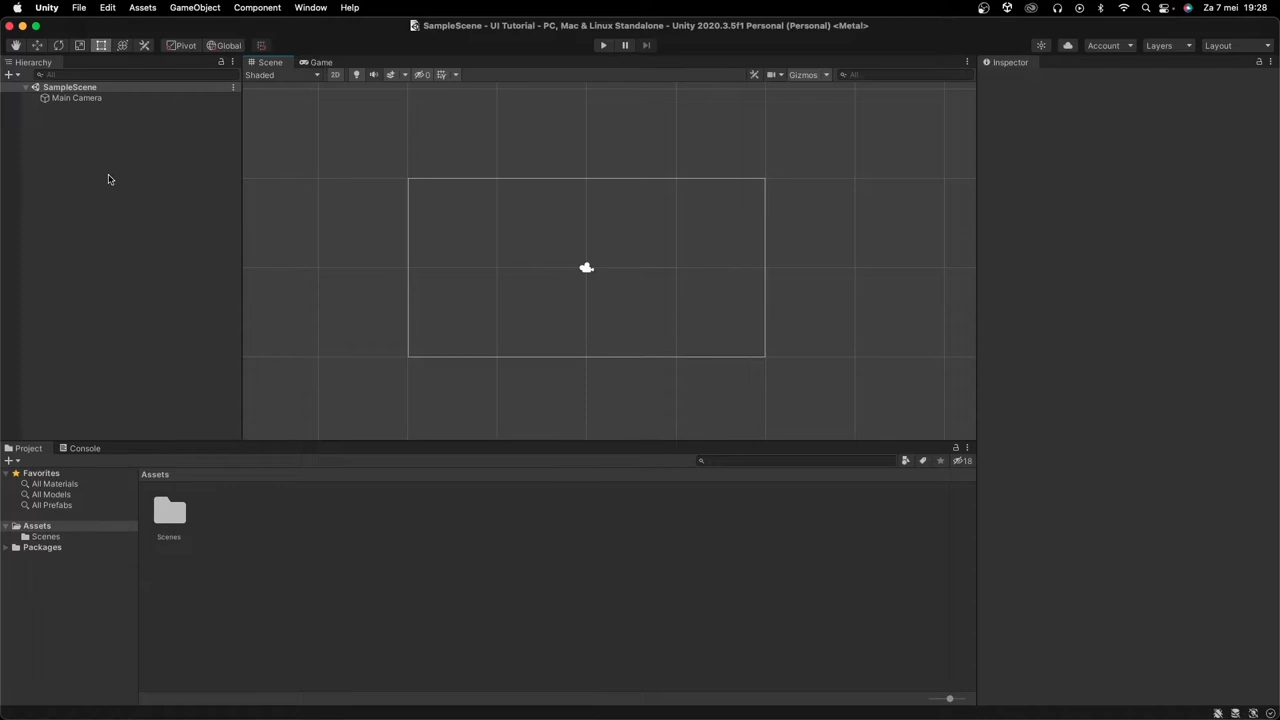 Unity File Edit Assets GameObject Component Window Help Za 7 mei 19:28
SampleScene - UI Tutorial - PC, Mac & Linux Standalone - Unity 2020.3.5f1 Personal (Personal) <Metal>
Pivot Global Account Layers Layout
Hierarchy Scene Game Inspector
All Shaded 2D 0 Gizmos All
SampleScene
Main Camera
Project Console
18
Favorites Assets
All Materials
All Models
All Prefabs
Assets
Scenes Scenes
Packages